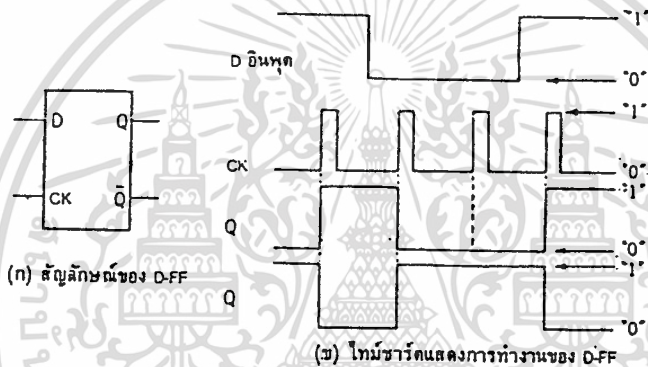 "1"
D อินพุต
"0"
"1"
D Q
CK Q̅
CK
"0"
"1"
Q
"0"
(ก) สัญลักษณ์ของ D-FF
"1"
Q
"0"
(ข) ไทม์ชาร์ตแสดงการทำงานของ D-FF